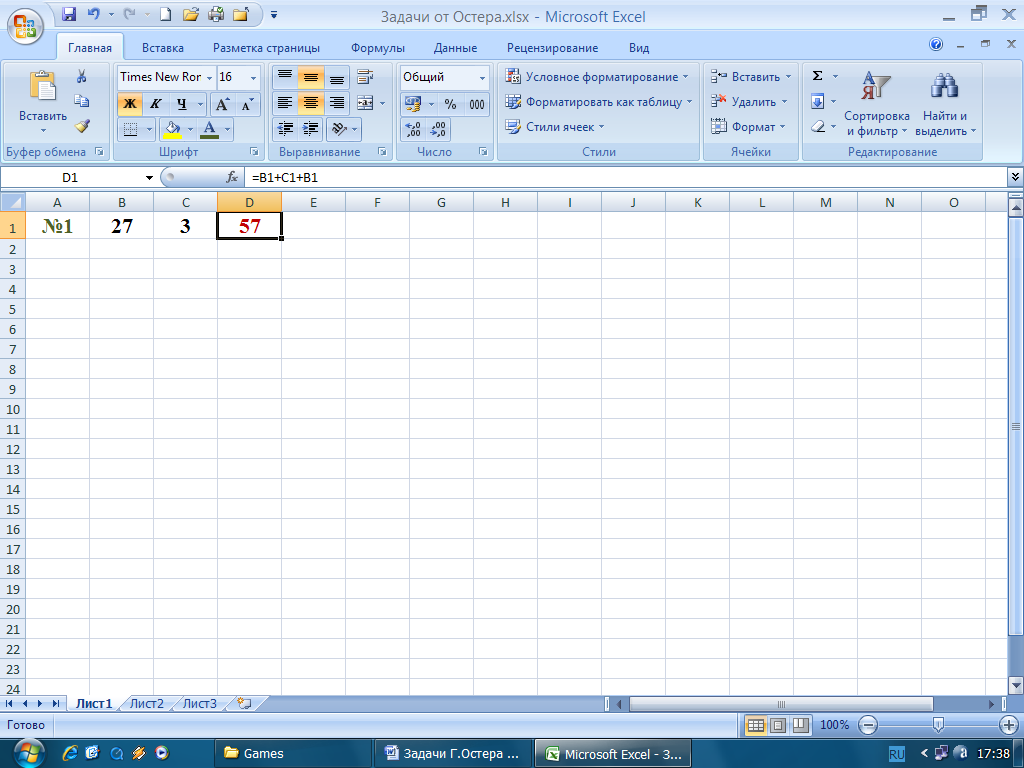 Задачи от Остера.xlsx - Microsoft Excel
Главная Вставка Разметка страницы Формулы Данные Рецензирование Вид
Times New Ror 16 Общий Условное форматирование Вставить Σ
Вставить Ж К Ч A A % 000 Форматировать как таблицу Удалить Сортировка и фильтр Найти и выделить
A Стили ячеек Формат
Буфер обмена Шрифт Выравнивание Число Стили Ячейки Редактирование
D1 fx =B1+C1+B1
A B C D E F G H I J K L M N O
1 №1 27 3 57
2
3
4
5
6
7
8
9
10
11
12
13
14
15
16
17
18
19
20
21
22
23
24
Лист1 Лист2 Лист3
Готово 100%
Games Задачи Г.Остера ... Microsoft Excel - З... RU 17:38